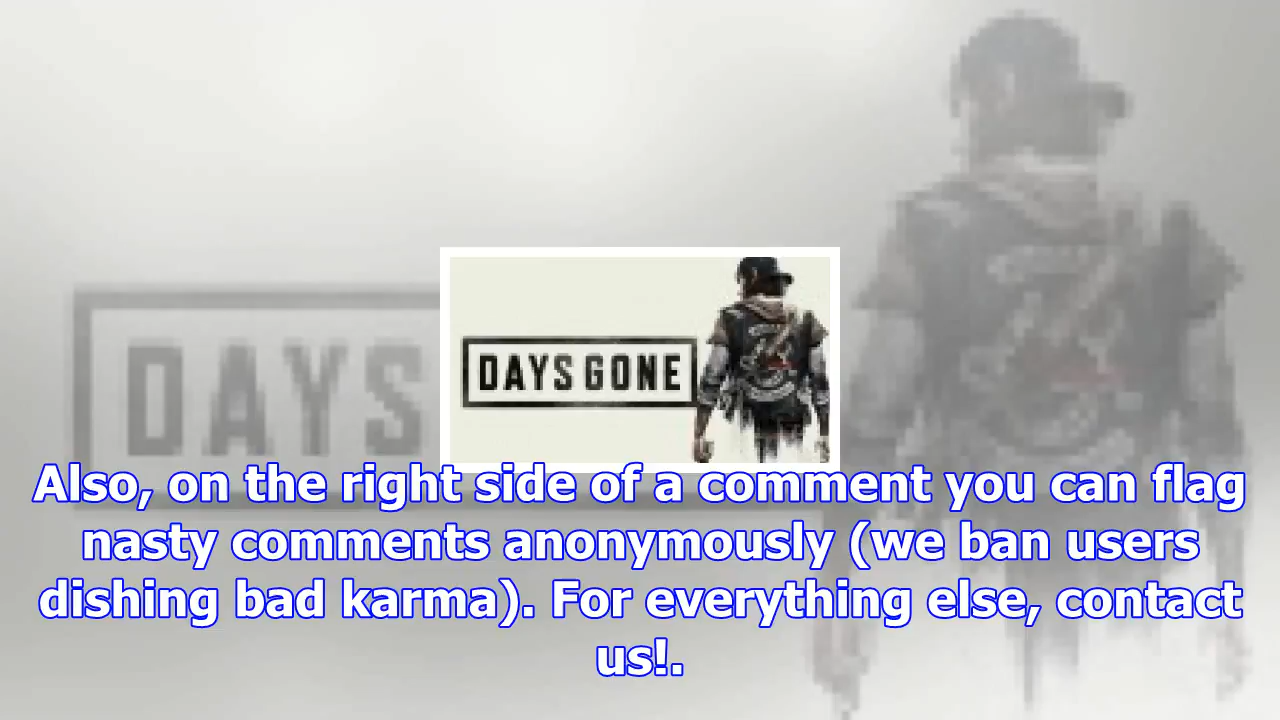 DAYS
DAYS GONE
Also, on the right side of a comment you can flag
nasty comments anonymously (we ban users
dishing bad karma). For everything else, contact
us!.